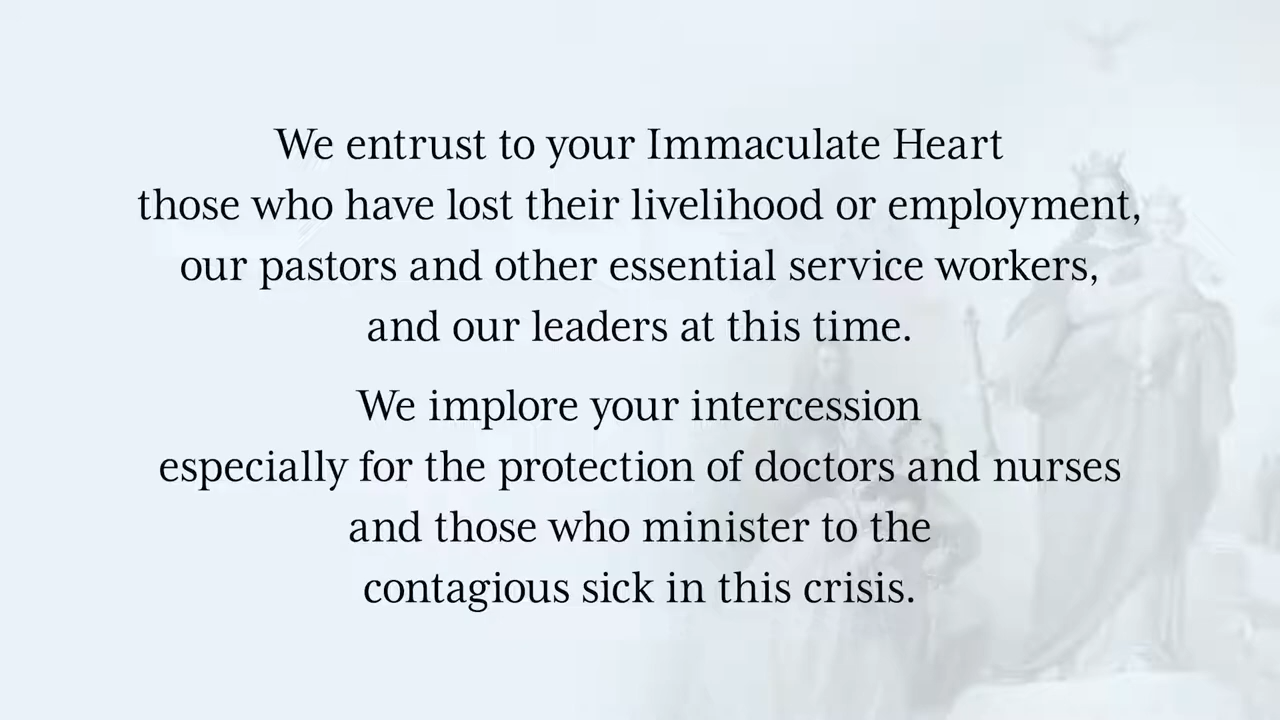 We entrust to your Immaculate Heart
those who have lost their livelihood or employment,
our pastors and other essential service workers,
and our leaders at this time.
We implore your intercession
especially for the protection of doctors and nurses
and those who minister to the
contagious sick in this crisis.